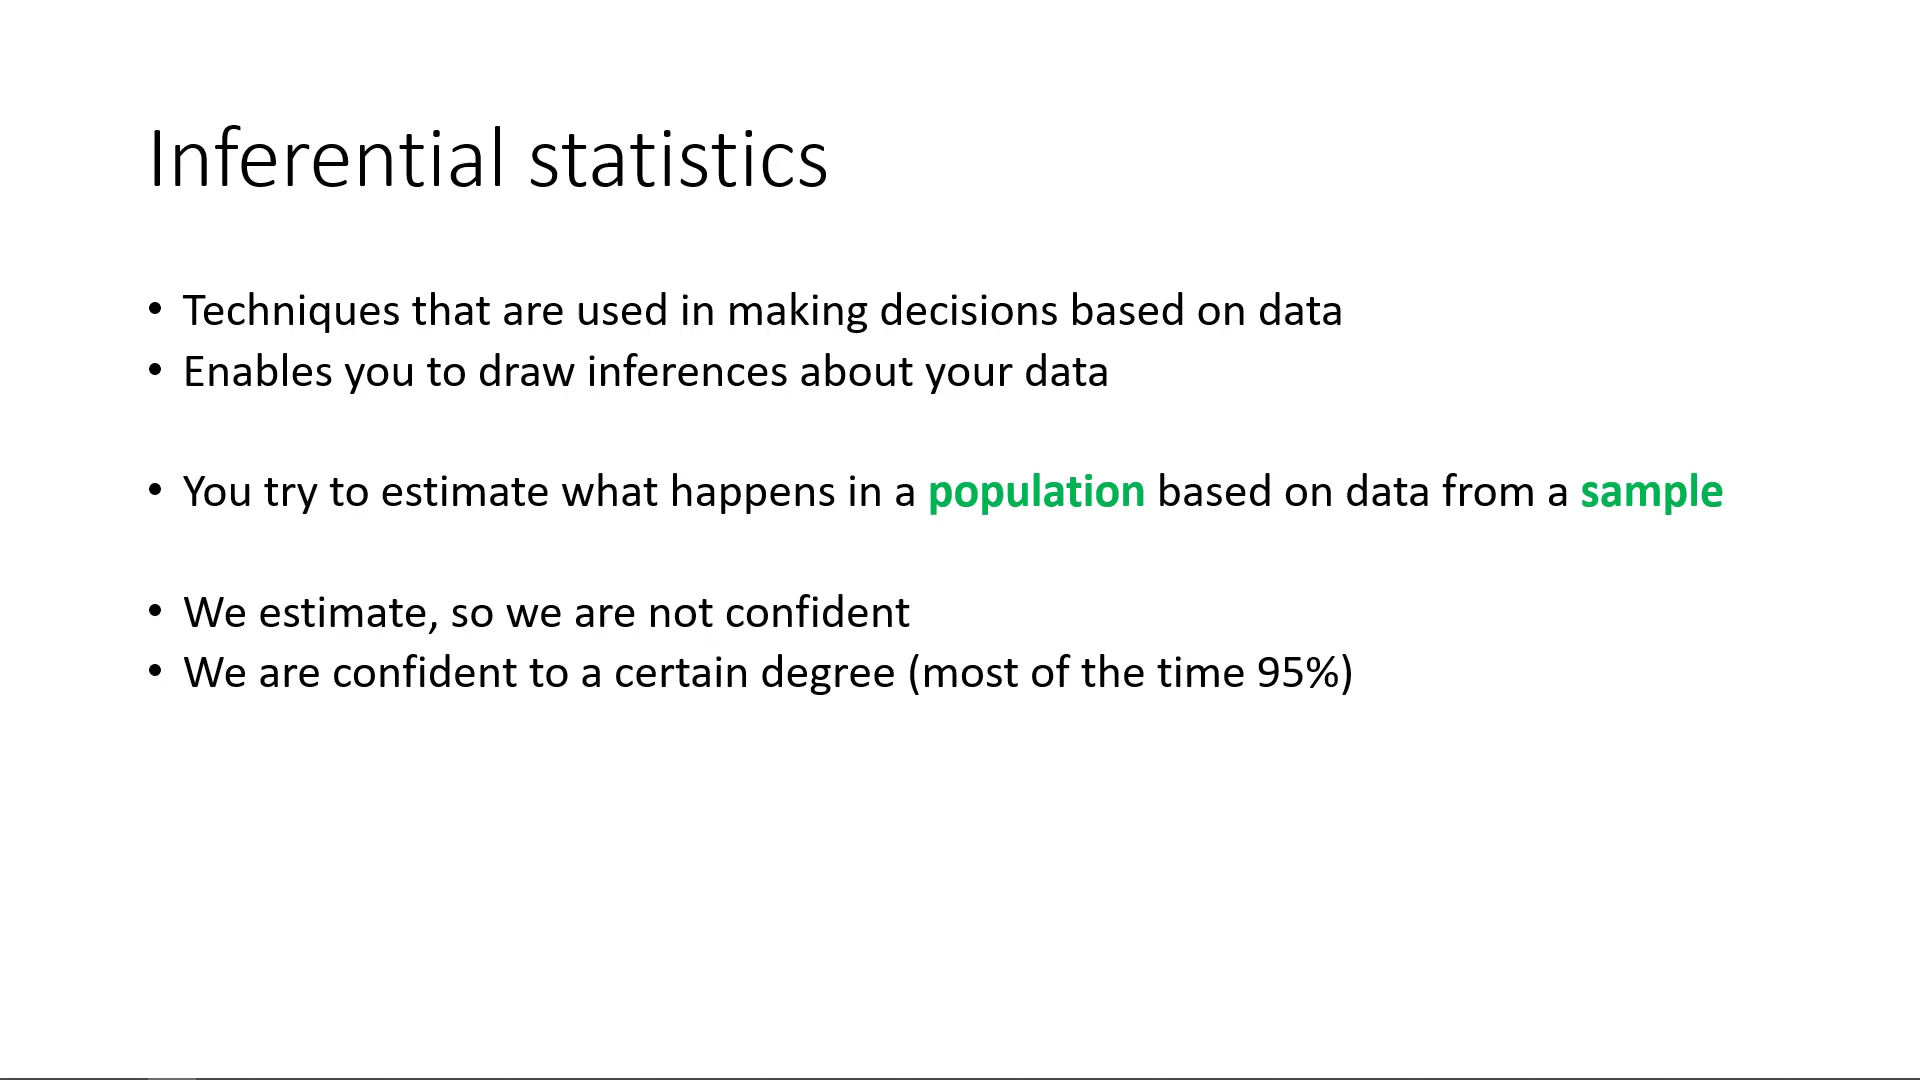 Inferential statistics
• Techniques that are used in making decisions based on data
• Enables you to draw inferences about your data
• You try to estimate what happens in a population based on data from a sample
• We estimate, so we are not confident
• We are confident to a certain degree (most of the time 95%)